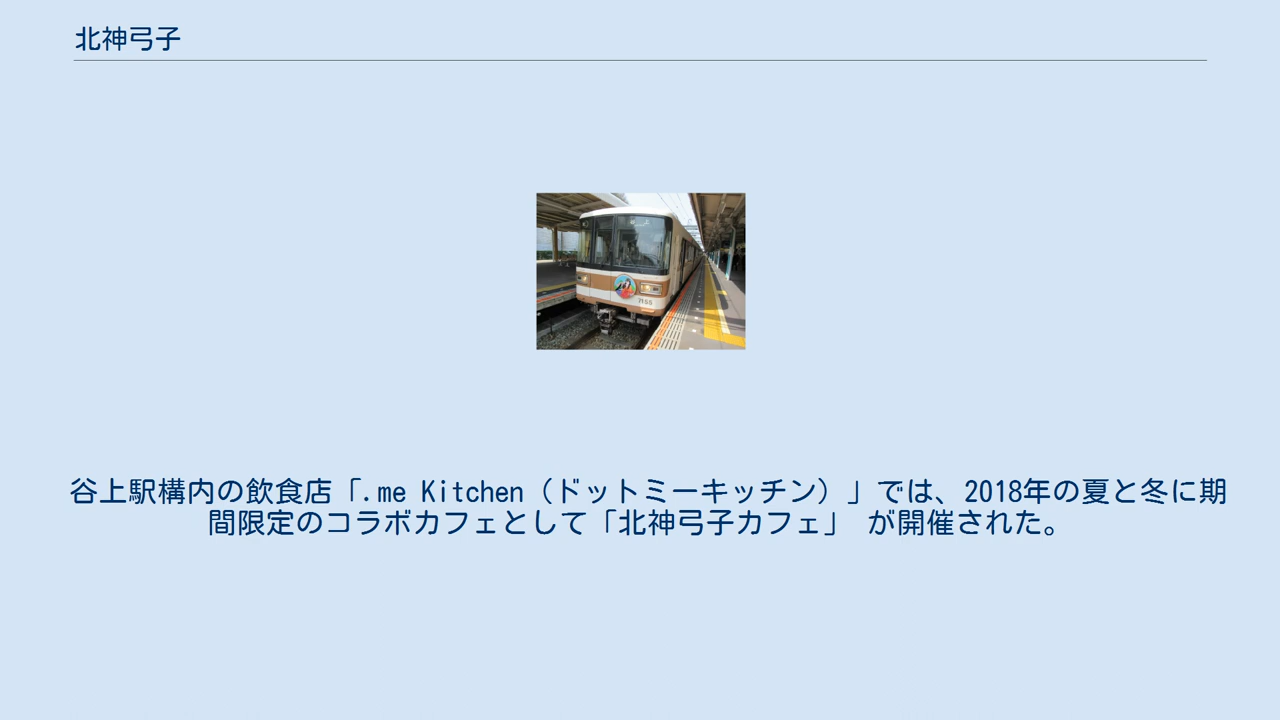 北神弓子
7155
谷上駅構内の飲食店「.me Kitchen（ドットミーキッチン）」では、2018年の夏と冬に期
間限定のコラボカフェとして「北神弓子カフェ」 が開催された。